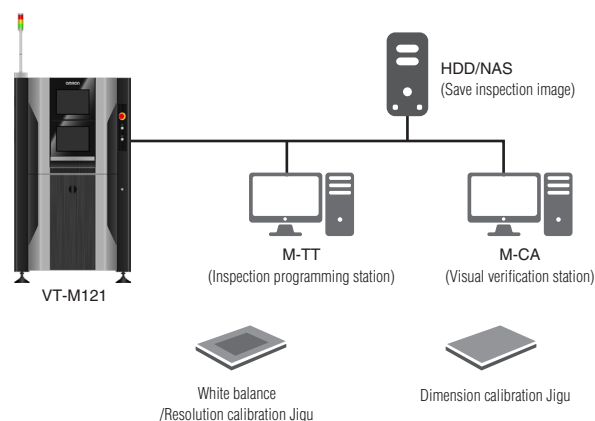 OMRON
HDD/NAS
(Save inspection image)
M-TT
(Inspection programming station)
M-CA
(Visual verification station)
VT-M121
White balance
/Resolution calibration Jigu
Dimension calibration Jigu